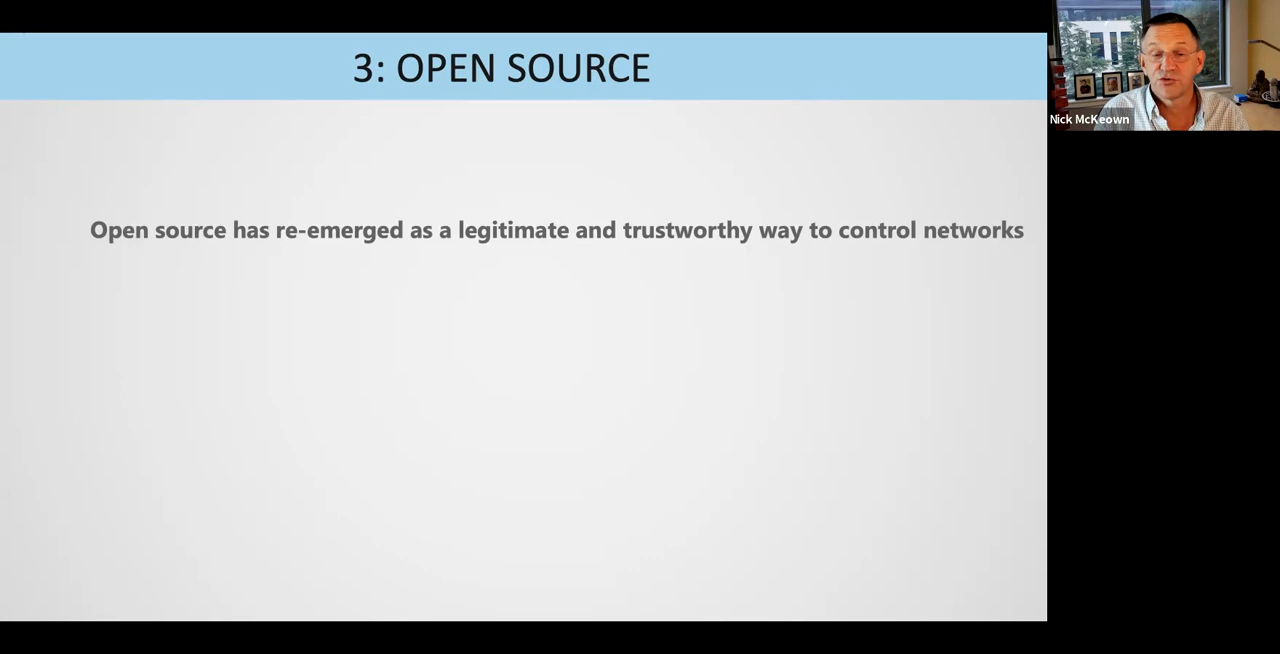 3: OPEN SOURCE
Nick McKeown
Open source has re-emerged as a legitimate and trustworthy way to control networks